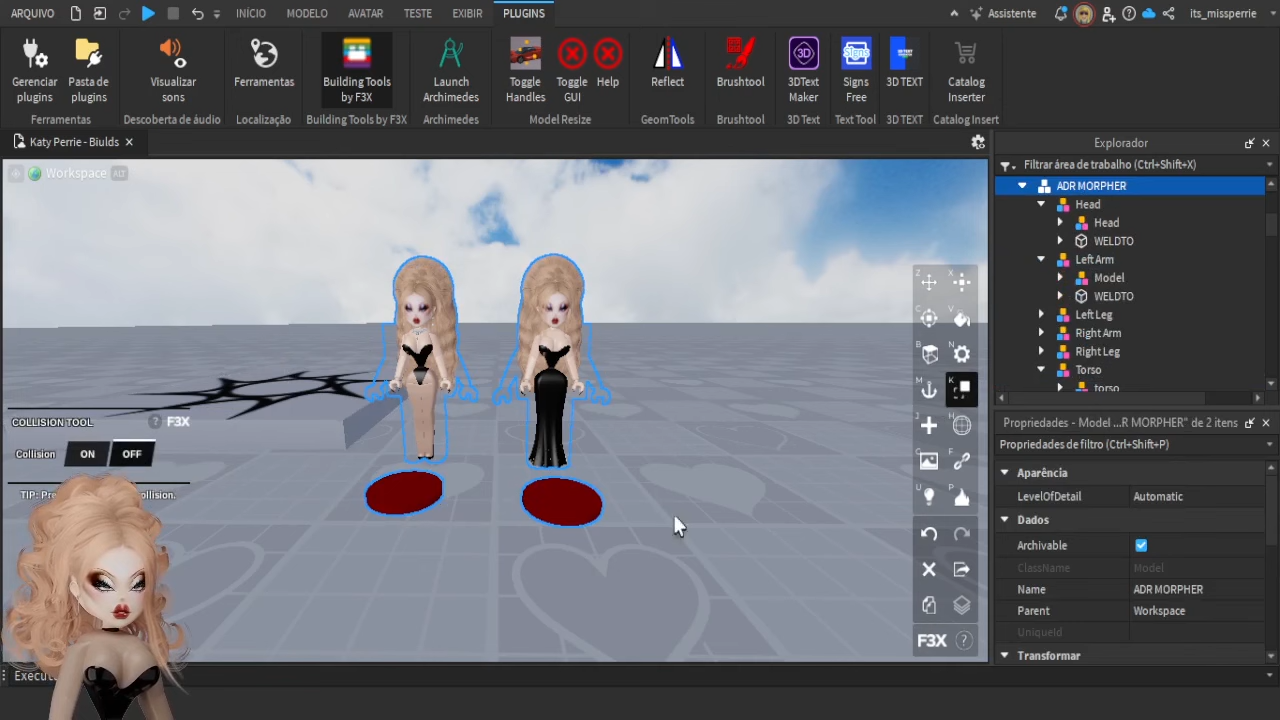 ARQUIVO
INÍCIO MODELO AVATAR TESTE EXIBIR PLUGINS
Assistente
its_missperrie
Gerenciar plugins
Pasta de plugins
Visualizar sons
Ferramentas
Building Tools by F3X
Launch Archimedes
Toggle Handles
Toggle GUI
Help
Reflect
Brushtool
3DText Maker
Signs Free
3D TEXT
Catalog Inserter
Ferramentas
Descoberta de áudio
Localização
Building Tools by F3X
Archimedes
Model Resize
GeomTools
Brushtool
3D Text
Text Tool
3D TEXT
Catalog Insert
Katy Perrie - Biulds
Workspace ALT
COLLISION TOOL ? F3X
Collision ON OFF
TIP: Pre
ollision.
Z X
C V
B N
M K
J H
G F
U P
F3X ?
Execut
Explorador
Filtrar área de trabalho (Ctrl+Shift+X)
ADR MORPHER
Head
Head
WELDTO
Left Arm
Model
WELDTO
Left Leg
Right Arm
Right Leg
Torso
torso
Propriedades - Model ...R MORPHER" de 2 itens
Propriedades de filtro (Ctrl+Shift+P)
Aparência
LevelOfDetail Automatic
Dados
Archivable
ClassName Model
Name ADR MORPHER
Parent Workspace
UniqueId
Transformar